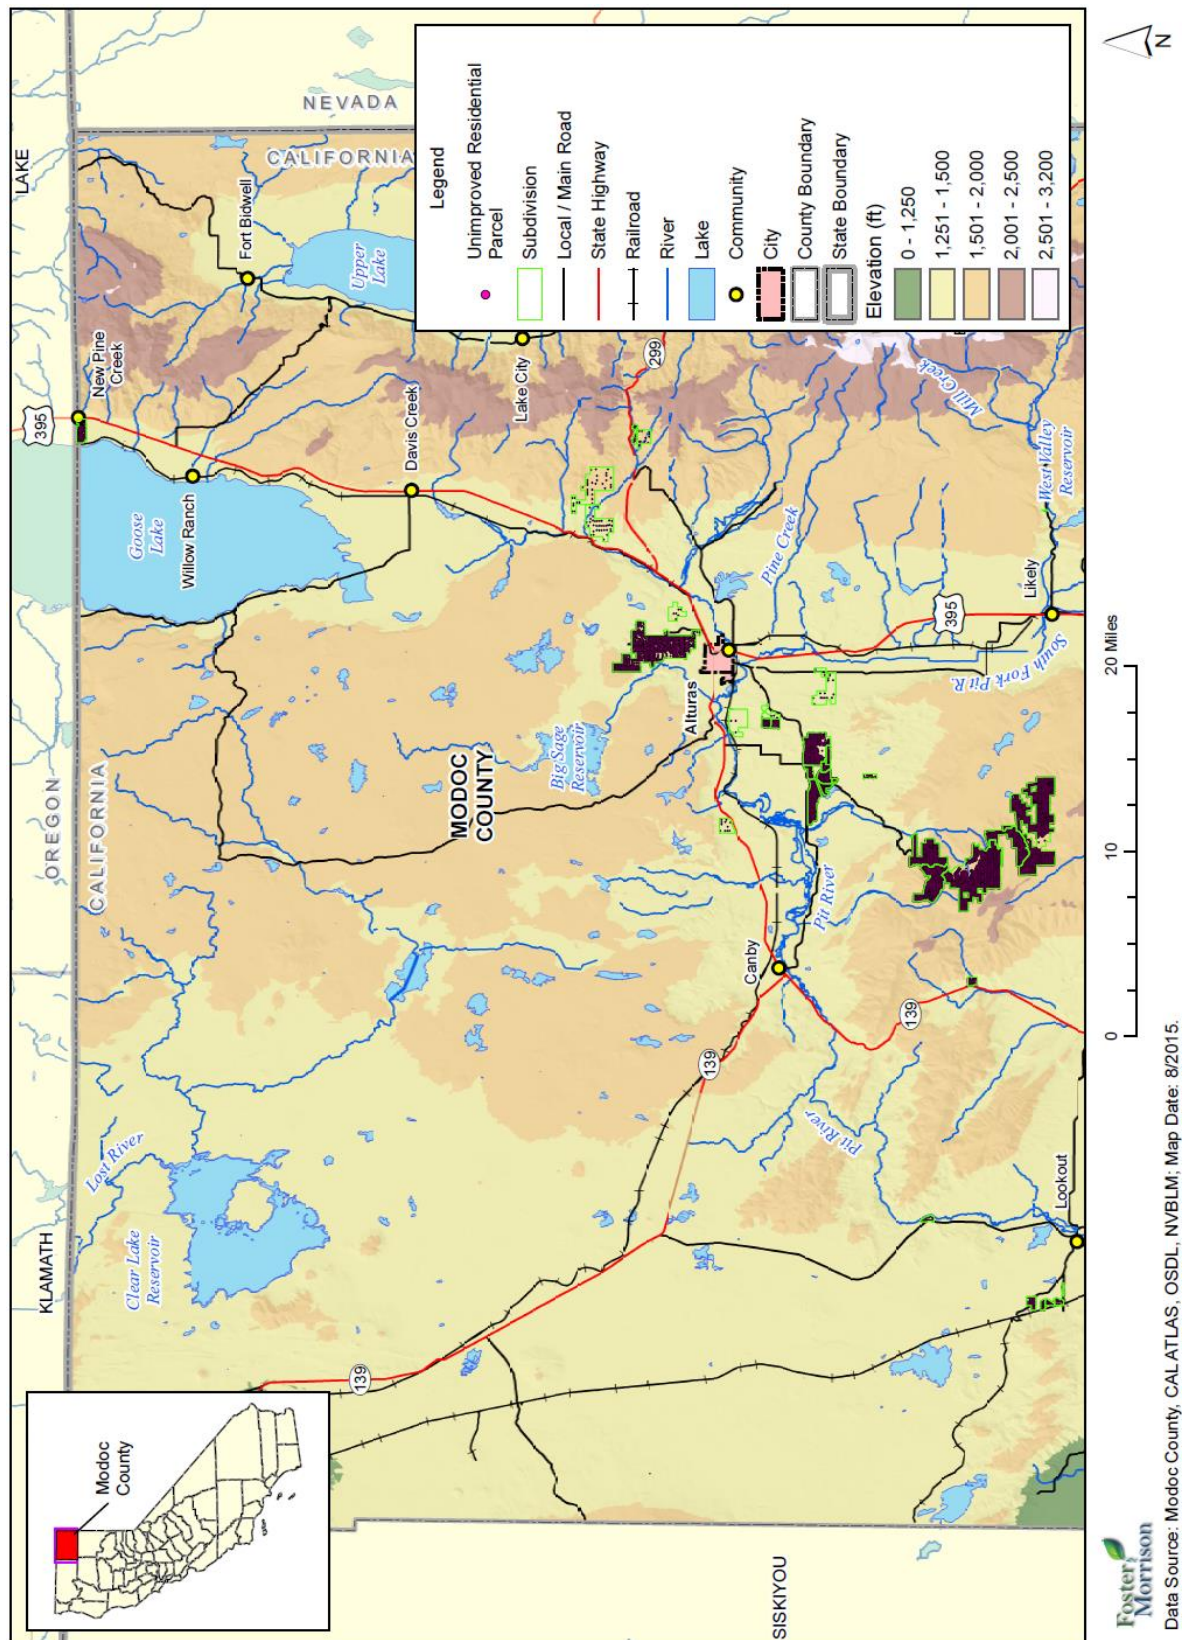 LAKE
395
New Pine
Creek
NEVADA
CALIFORNIA
Fort Bidwell
Upper
Lake
Goose
Lake
Willow Ranch
Davis Creek
Lake City
OREGON
CALIFORNIA
KLAMATH
Lost River
Clear Lake
Reservoir
MODOC
COUNTY
Big Sage
Reservoir
299
Mill Creek
Pine Creek
West Valley
Reservoir
Likely
395
South Fork Pit R.
Alturas
Canby
Pit River
139
139
Pit River
139
Lookout
SISKIYOU
Modoc
County
Legend
Unimproved Residential
Parcel
Subdivision
Local / Main Road
State Highway
Railroad
River
Lake
Community
City
County Boundary
State Boundary
Elevation (ft)
0 - 1,250
1,251 - 1,500
1,501 - 2,000
2,001 - 2,500
2,501 - 3,200
0
10
20 Miles
N
Foster
Morrison
Data Source: Modoc County, CALATLAS, OSDL, NVBLM; Map Date: 8/2015.